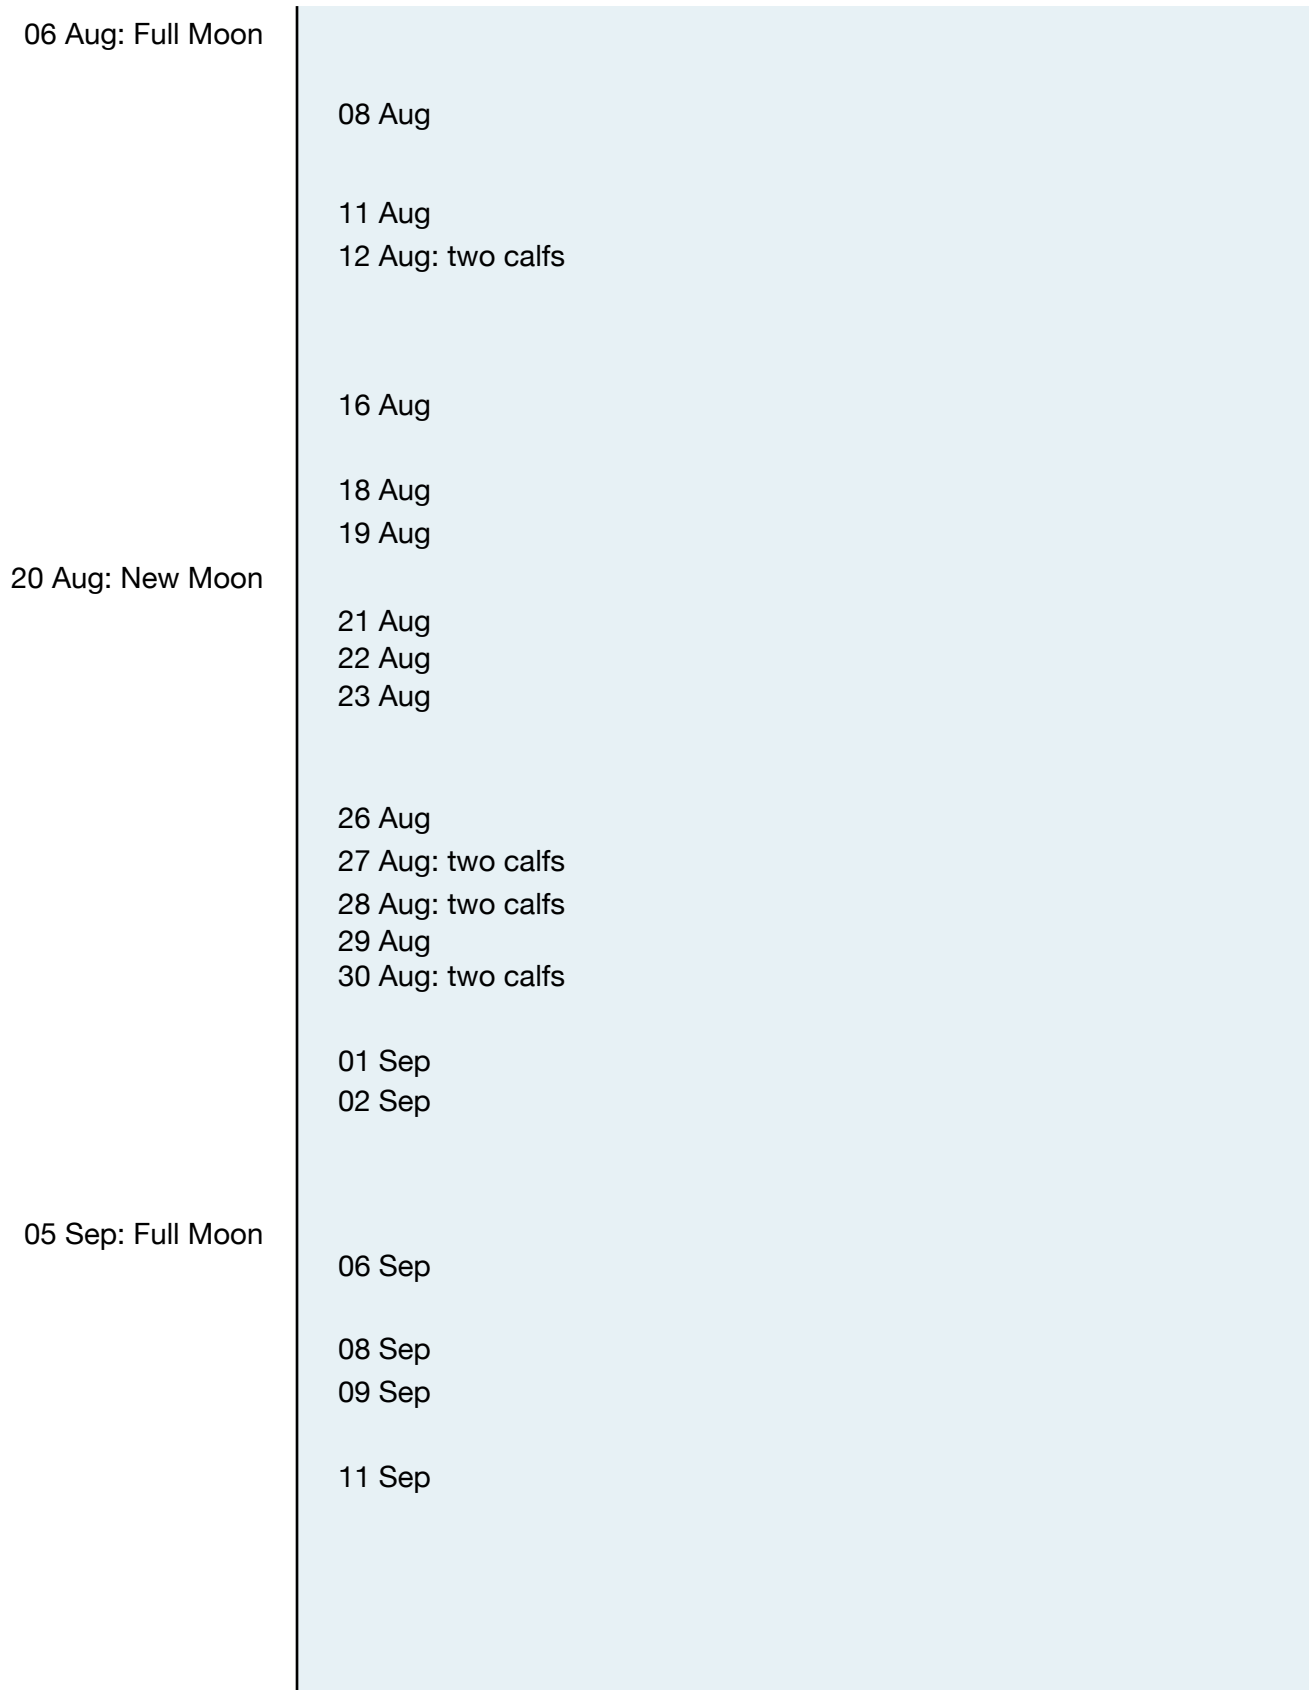 06 Aug: Full Moon
08 Aug
11 Aug
12 Aug: two calfs
16 Aug
18 Aug
19 Aug
20 Aug: New Moon
21 Aug
22 Aug
23 Aug
26 Aug
27 Aug: two calfs
28 Aug: two calfs
29 Aug
30 Aug: two calfs
01 Sep
02 Sep
05 Sep: Full Moon
06 Sep
08 Sep
09 Sep
11 Sep